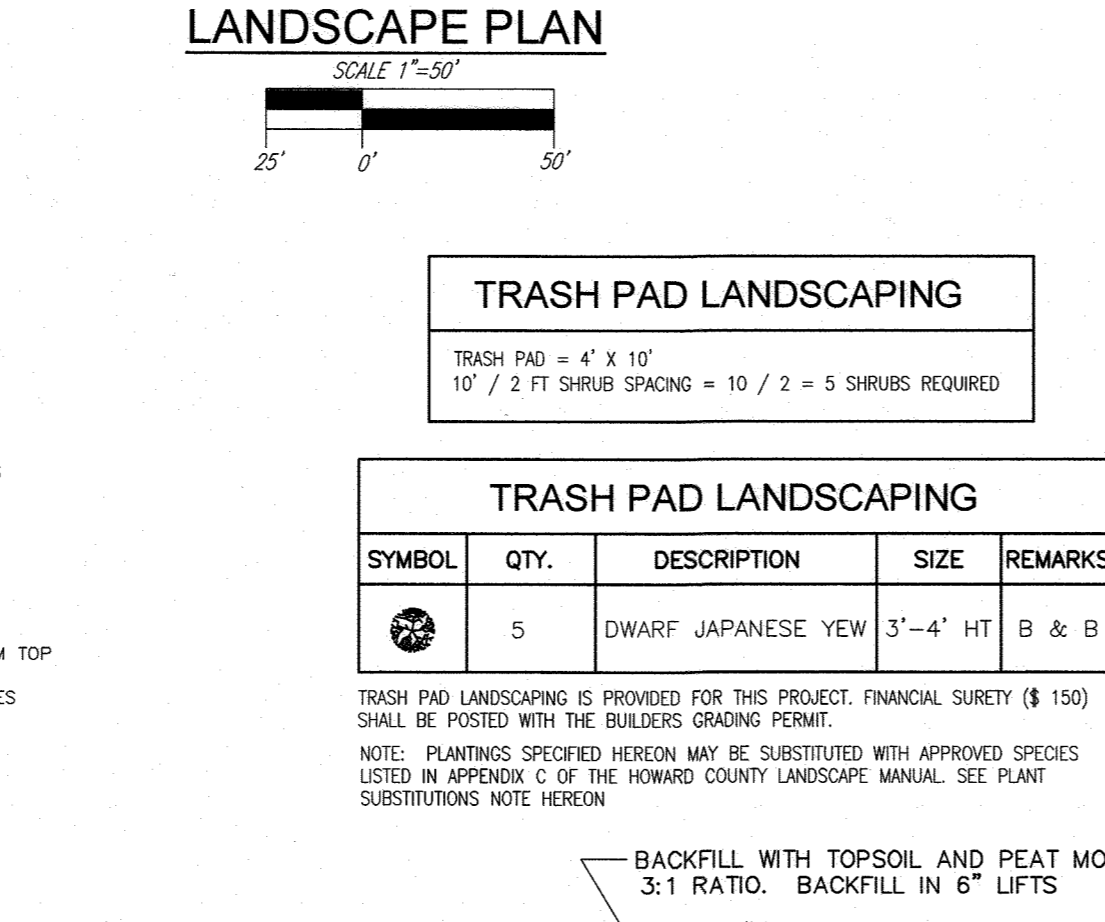 LANDSCAPE PLAN
SCALE 1"=50'
25' 0' 50'
TRASH PAD LANDSCAPING
TRASH PAD = 4' X 10'
10' / 2 FT SHRUB SPACING = 10 / 2 = 5 SHRUBS REQUIRED
TRASH PAD LANDSCAPING
SYMBOL QTY. DESCRIPTION SIZE REMARKS
5 DWARF JAPANESE YEW 3'-4' HT B & B
TOP
TRASH PAD LANDSCAPING IS PROVIDED FOR THIS PROJECT. FINANCIAL SURETY ($ 150)
SHALL BE POSTED WITH THE BUILDERS GRADING PERMIT.
NOTE: PLANTINGS SPECIFIED HEREON MAY BE SUBSTITUTED WITH APPROVED SPECIES
LISTED IN APPENDIX C OF THE HOWARD COUNTY LANDSCAPE MANUAL. SEE PLANT
SUBSTITUTIONS NOTE HEREON
BACKFILL WITH TOPSOIL AND PEAT
3:1 RATIO. BACKFILL IN 6" LIFTS